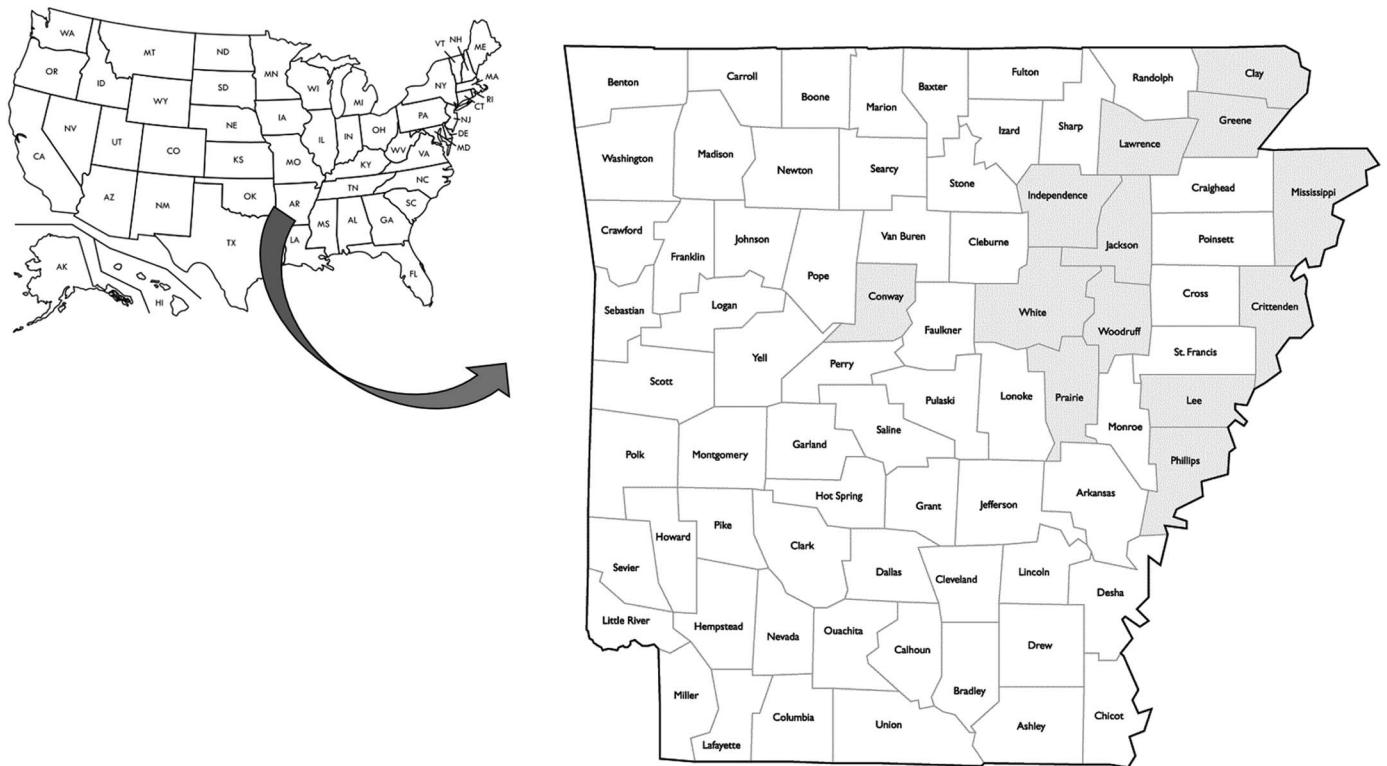 WA
MT
ND
MN
VT
NH
ME
OR
ID
SD
WI
MI
NY
MA
RI
CT
WY
IA
PA
NJ
NV
NE
IL
IN
OH
DE
MD
UT
CO
WV
VA
CA
KS
MO
KY
NC
TN
AZ
NM
OK
AR
SC
MS
AL
GA
TX
LA
FL
AK
HI
Benton
Carroll
Boone
Marion
Baxter
Fulton
Randolph
Clay
Izard
Sharp
Greene
Lawrence
Washington
Madison
Newton
Searcy
Stone
Independence
Craighead
Mississippi
Crawford
Franklin
Johnson
Van Buren
Cleburne
Jackson
Poinsett
Pope
Sebastian
Logan
Conway
White
Cross
Crittenden
Faulkner
Woodruff
Yell
Perry
St. Francis
Scott
Pulaski
Lonoke
Prairie
Lee
Saline
Monroe
Polk
Montgomery
Garland
Phillips
Hot Spring
Grant
Jefferson
Arkansas
Howard
Pike
Clark
Sevier
Dallas
Cleveland
Lincoln
Desha
Little River
Hempstead
Nevada
Ouachita
Calhoun
Drew
Miller
Bradley
Columbia
Union
Ashley
Chicot
Lafayette